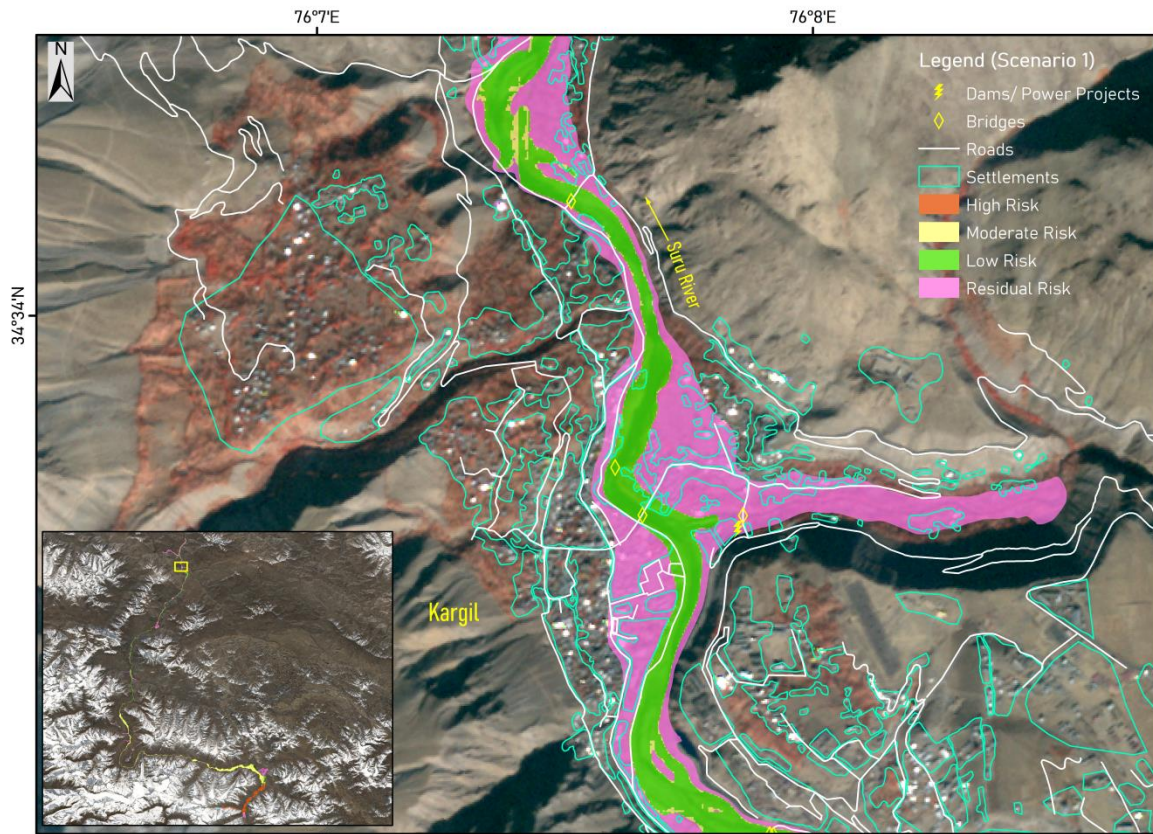 76°7'E
76°8'E
34°34'N
N
Legend (Scenario 1)
Dams/ Power Projects
Bridges
Roads
Settlements
High Risk
Moderate Risk
Low Risk
Residual Risk
Suru River
Kargil